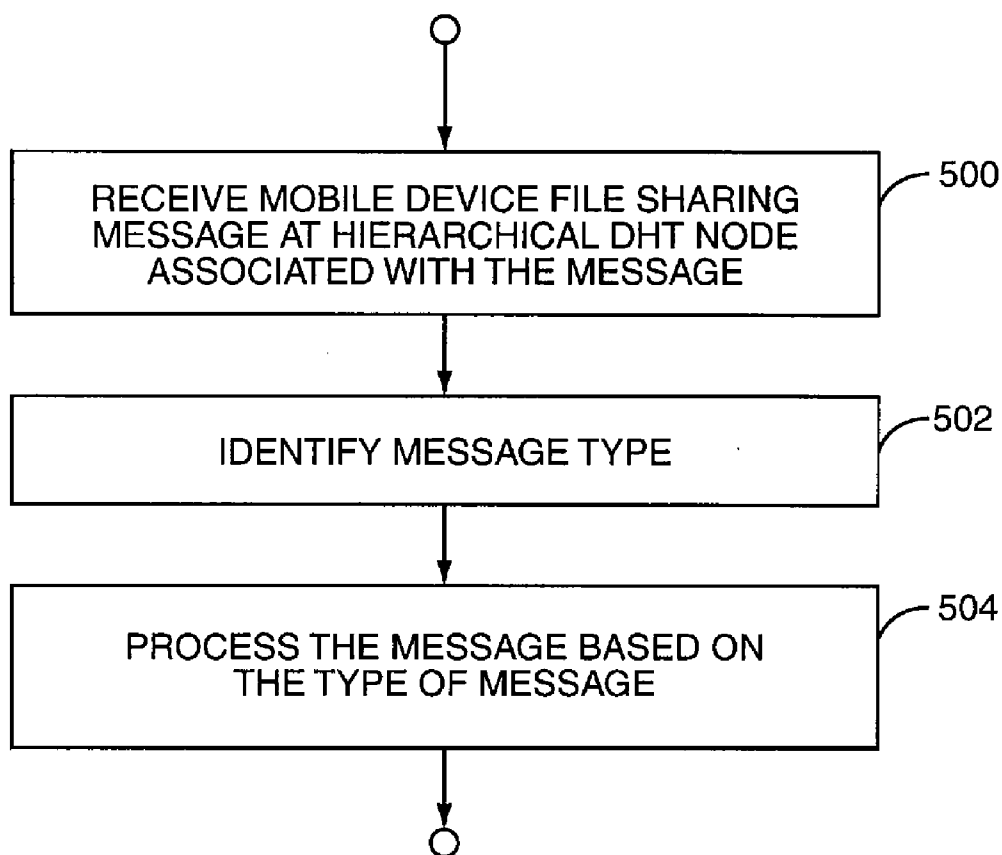 RECEIVE MOBILE DEVICE FILE SHARING
MESSAGE AT HIERARCHICAL DHT NODE
ASSOCIATED WITH THE MESSAGE
500
IDENTIFY MESSAGE TYPE
502
PROCESS THE MESSAGE BASED ON
THE TYPE OF MESSAGE
504